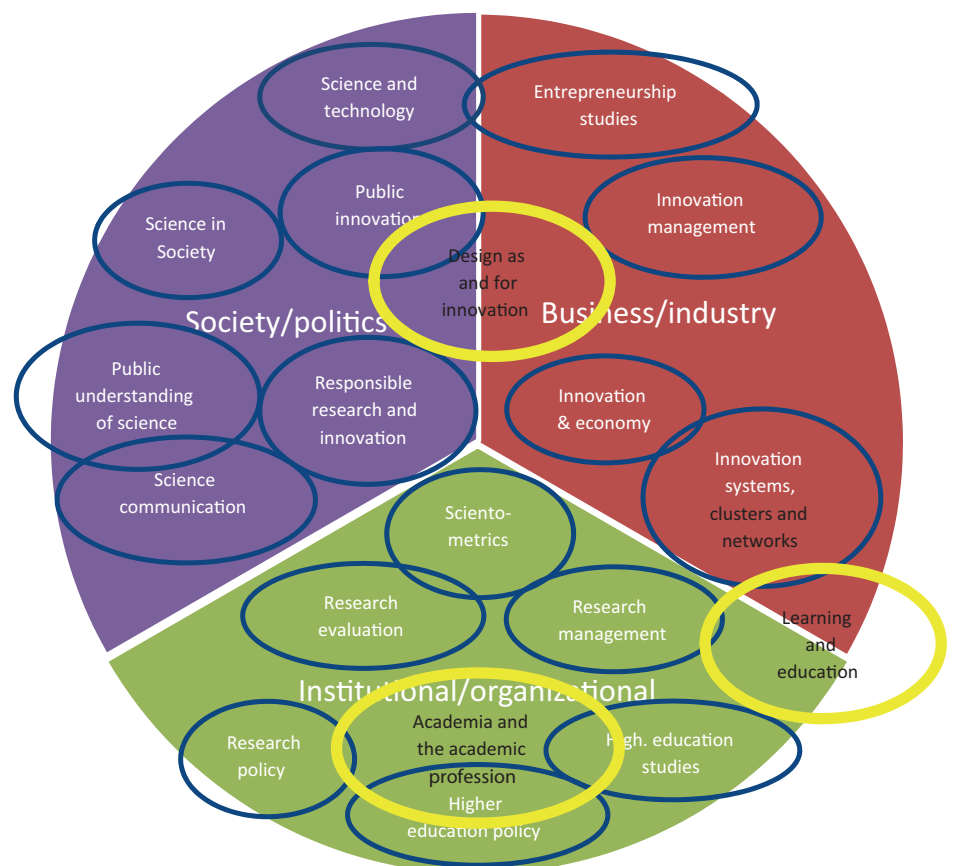 Science and
technology
Entrepreneurship
studies
Public
innovation
Innovation
management
Science in
Society
Design as
and for
innovation
Society/politics
Business/industry
Public
understanding
of science
Responsible
research and
innovation
Innovation
& economy
Science
communication
Innovation
systems,
clusters and
networks
Sciento-
metrics
Research
evaluation
Research
management
Learning
and
education
Institutional/organizational
Academia and
the academic
profession
Research
policy
High. education
studies
Higher
education policy